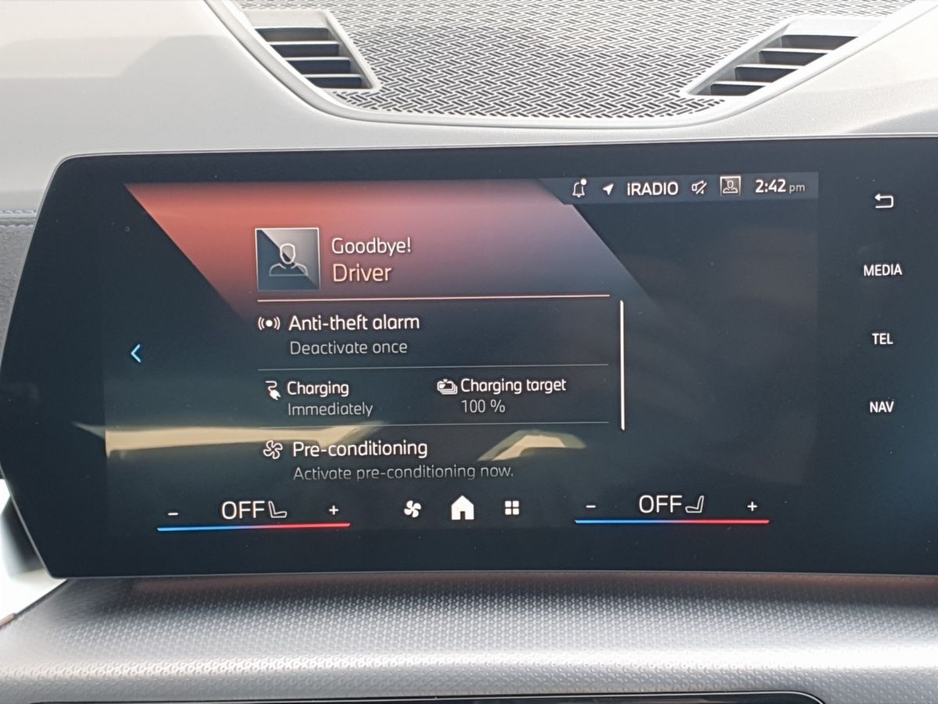 iRADIO 2:42 pm
Goodbye!
Driver
MEDIA
Anti-theft alarm
Deactivate once
TEL
Charging
Immediately
Charging target
100 %
NAV
Pre-conditioning
Activate pre-conditioning now.
- OFF +
- OFF +